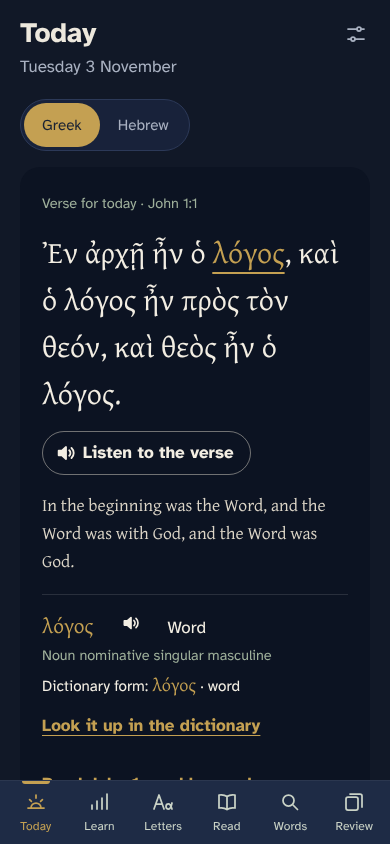 Today
Tuesday 3 November
Greek Hebrew
Verse for today · John 1:1
Ἐν ἀρχῇ ἦν ὁ λόγος, καὶ
ὁ λόγος ἦν πρὸς τὸν
θεόν, καὶ θεὸς ἦν ὁ
λόγος.
Listen to the verse
In the beginning was the Word, and the
Word was with God, and the Word was
God.
λόγος Word
Noun nominative singular masculine
Dictionary form: λόγος · word
Look it up in the dictionary
Today Learn Letters Read Words Review